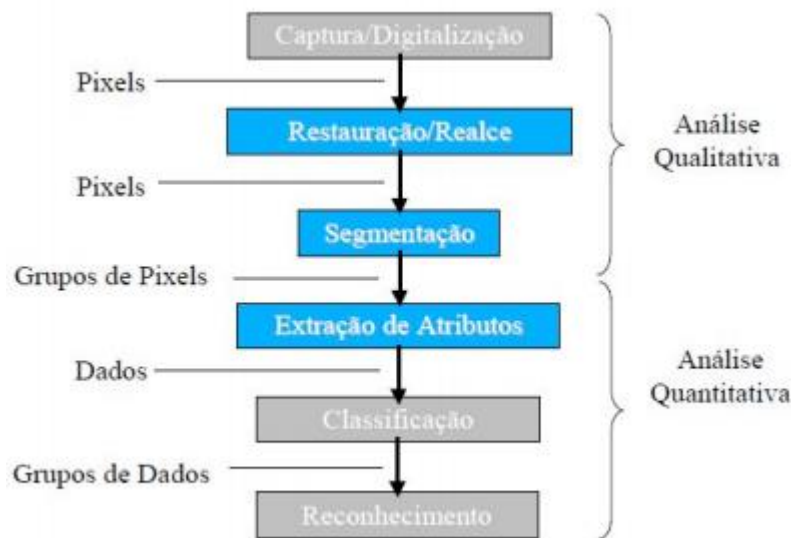 Captura/Digitalização
Pixels
Restauração/Realce
Análise
Qualitativa
Pixels
Segmentação
Grupos de Pixels
Extração de Atributos
Dados
Análise
Quantitativa
Classificação
Grupos de Dados
Reconhecimento